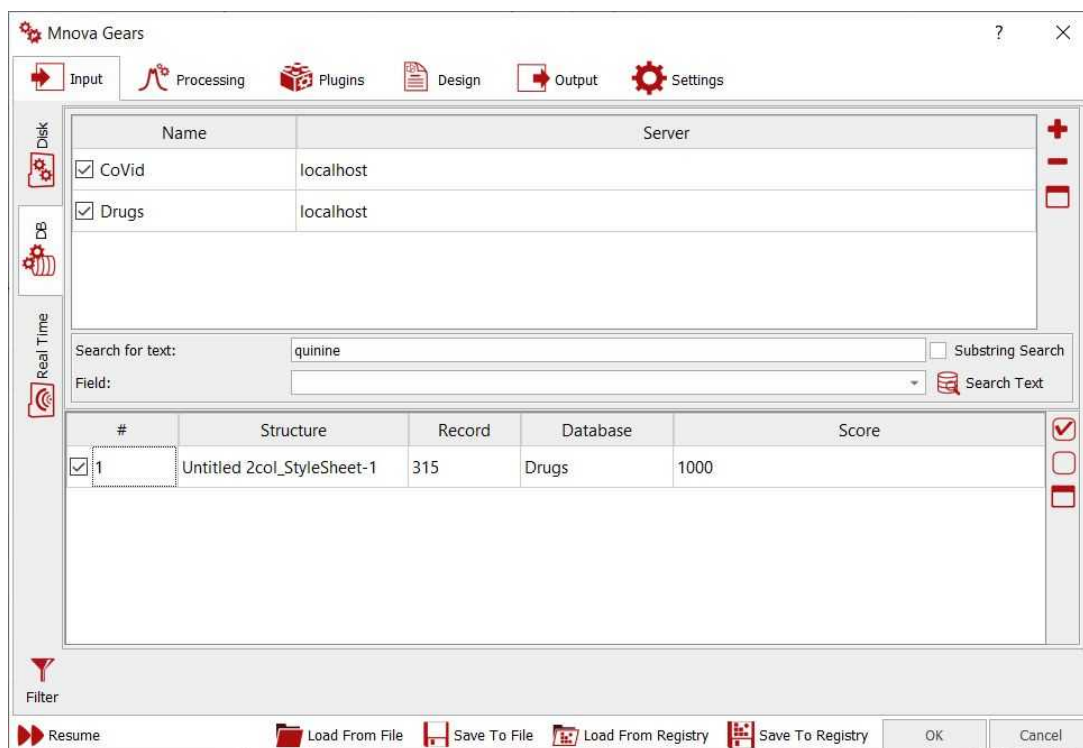 Mnova Gears ?
Input Processing Plugins Design Output Settings
Disk
DB
Real Time
Name Server
CoVid localhost
Drugs localhost
Search for text: quinine Substring Search
Field: Search Text
# Structure Record Database Score
1 Untitled 2col_StyleSheet-1 315 Drugs 1000
Filter
Resume Load From File Save To File Load From Registry Save To Registry OK Cancel